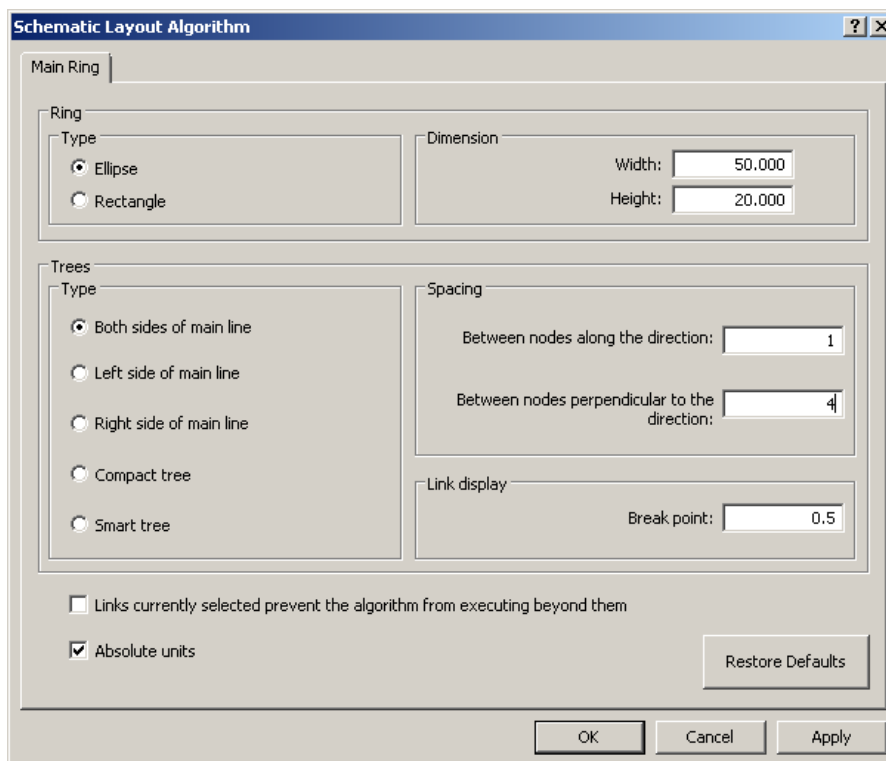 Schematic Layout Algorithm
Main Ring
Ring
Type
Ellipse
Rectangle
Dimension
Width: 50.000
Height: 20.000
Trees
Type
Both sides of main line
Left side of main line
Right side of main line
Compact tree
Smart tree
Spacing
Between nodes along the direction: 1
Between nodes perpendicular to the
direction: 4
Link display
Break point: 0.5
Links currently selected prevent the algorithm from executing beyond them
Absolute units
Restore Defaults
OK Cancel Apply